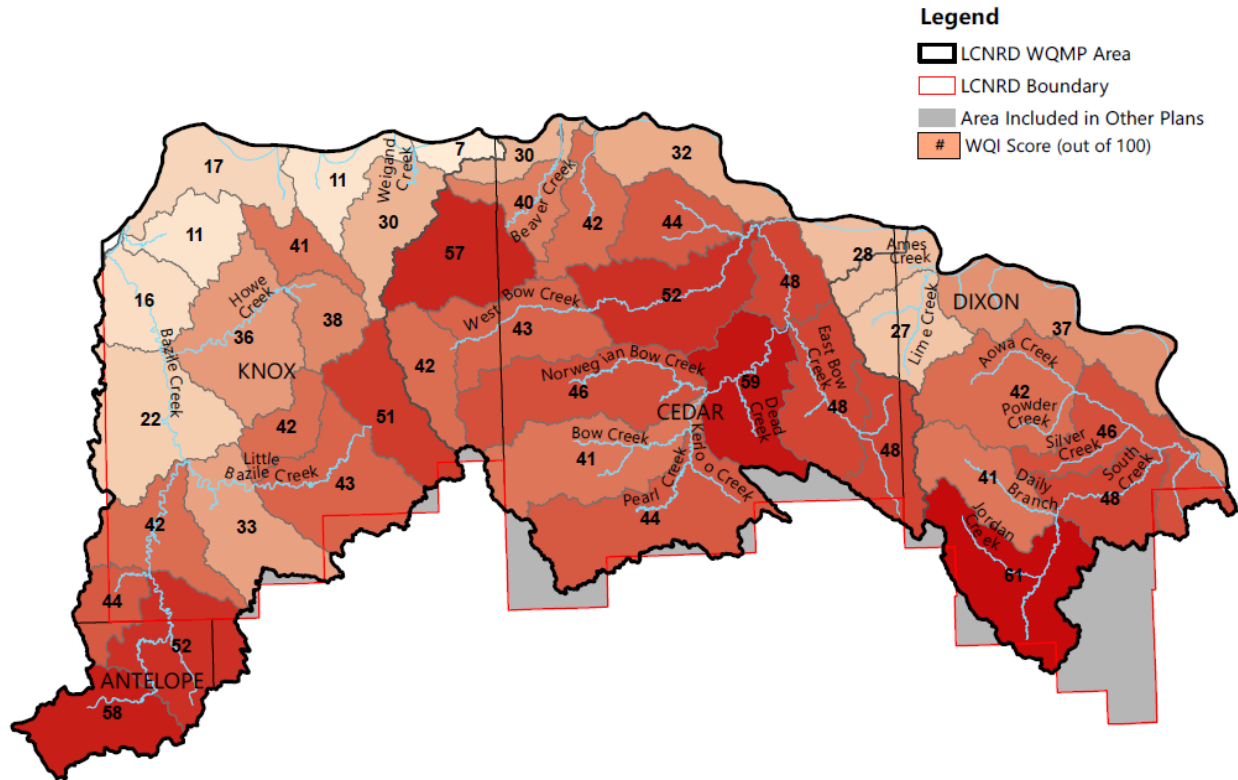 Legend
LCNRD WQMP Area
LCNRD Boundary
Area Included in Other Plans
# WQI Score (out of 100)
17
11
Weigand
Creek
7
30
32
11
30
40
Beaver Creek
42
44
41
57
28
Ames
Creek
16
Howe
Creek
36
38
West Bow Creek
43
52
48
27
Lime Creek
DIXON
37
Bazile Creek
KNOX
42
Norwegian Bow Creek
46
59
Dead
Creek
East Bow
Creek
48
Aowa Creek
42
Powder
Creek
46
22
42
51
CEDAR
Bow Creek
41
Kerlo o Creek
48
Silver
Creek
South
Creek
Little
Bazile Creek
43
Pearl Creek
44
41
Daily
Branch
48
42
33
Jordan
Creek
61
44
52
ANTELOPE
58